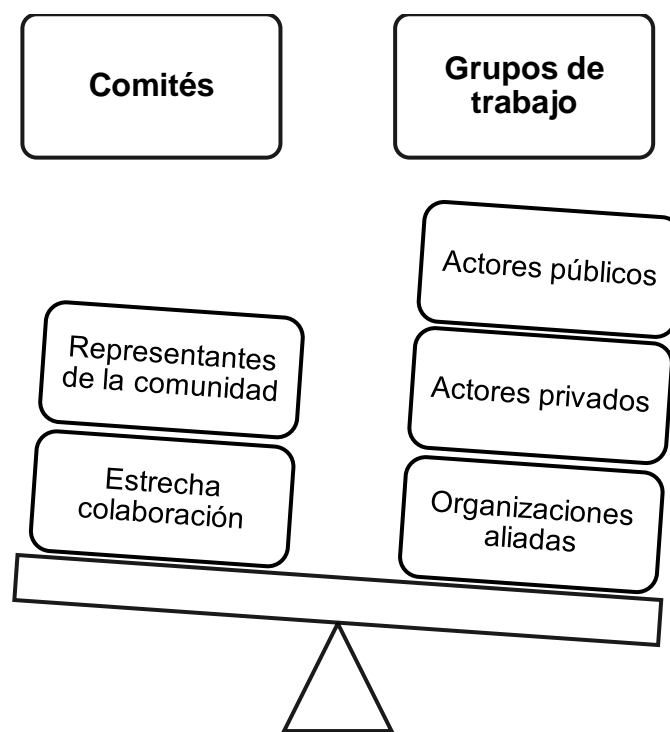 Comités
Grupos de
trabajo
Representantes
de la comunidad
Estrecha
colaboración
Actores públicos
Actores privados
Organizaciones
aliadas